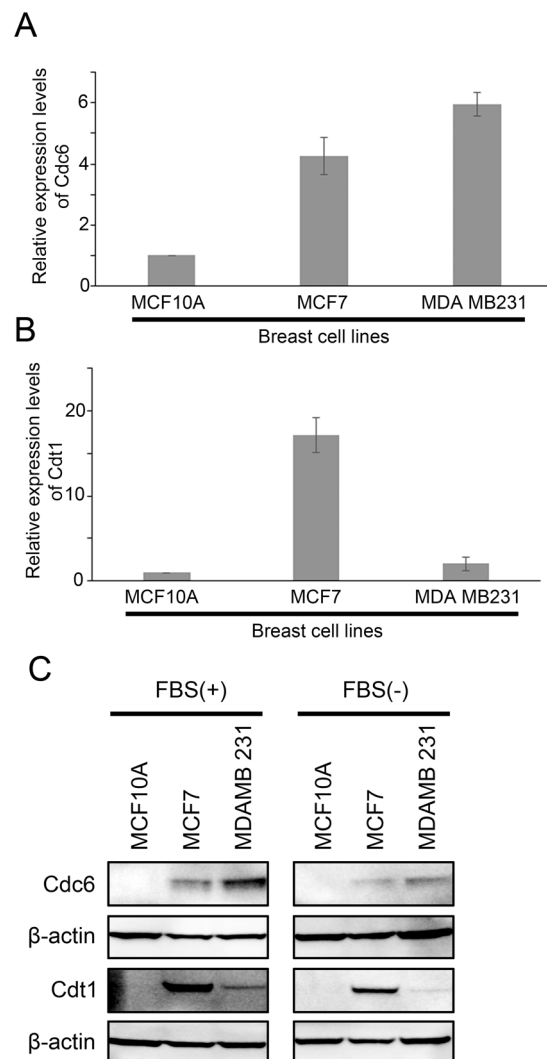 A
Relative expression levels
of Cdc6
6
4
2
0
MCF10A MCF7 MDA MB231
Breast cell lines
B
Relative expression levels
of Cdt1
20
10
0
MCF10A MCF7 MDA MB231
Breast cell lines
C
FBS(+) FBS(-)
MCF10A MCF7 MDAMB 231 MCF10A MCF7 MDAMB 231
Cdc6
β-actin
Cdt1
β-actin